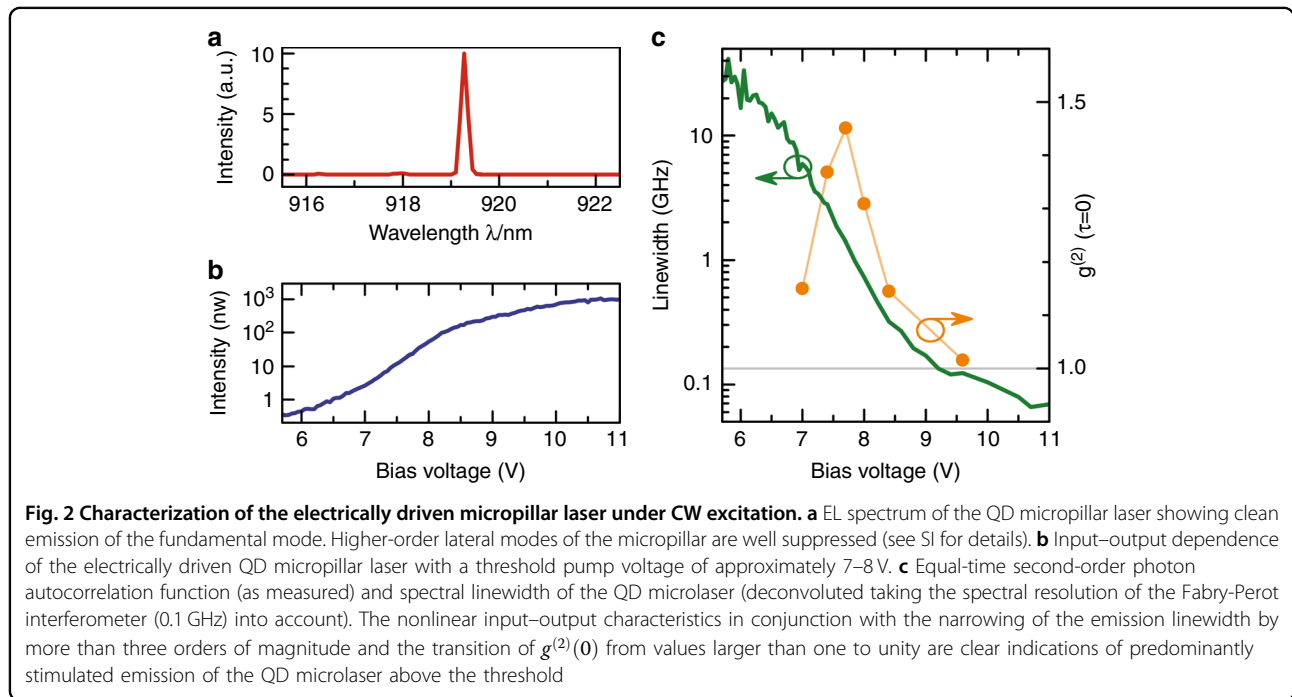 a
10
5
0
Intensity (a.u.)
916 918 920 922
Wavelength λ/nm
b
10³
10²
10
1
Intensity (nw)
6 7 8 9 10 11
Bias voltage (V)
c
10
1
0.1
Linewidth (GHz)
1.5
1.0
g⁽²⁾ (τ=0)
6 7 8 9 10 11
Bias voltage (V)
Fig. 2 Characterization of the electrically driven micropillar laser under CW excitation. a EL spectrum of the QD micropillar laser showing clean
emission of the fundamental mode. Higher-order lateral modes of the micropillar are well suppressed (see SI for details). b Input–output dependence
of the electrically driven QD micropillar laser with a threshold pump voltage of approximately 7–8 V. c Equal-time second-order photon
autocorrelation function (as measured) and spectral linewidth of the QD microlaser (deconvoluted taking the spectral resolution of the Fabry-Perot
interferometer (0.1 GHz) into account). The nonlinear input–output characteristics in conjunction with the narrowing of the emission linewidth by
more than three orders of magnitude and the transition of g⁽²⁾(0) from values larger than one to unity are clear indications of predominantly
stimulated emission of the QD microlaser above the threshold